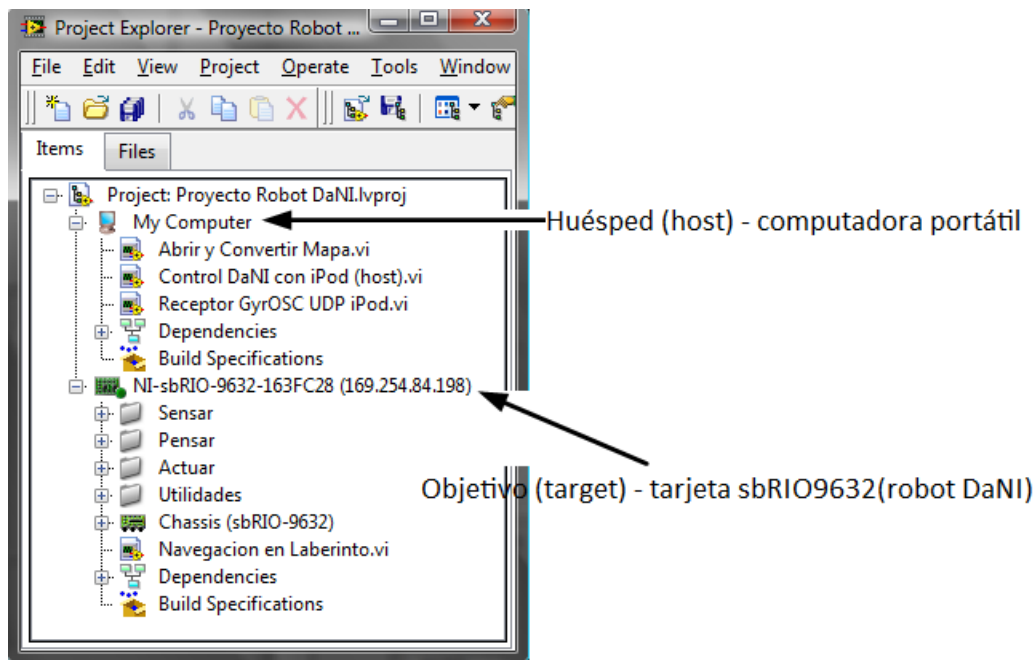 Project Explorer - Proyecto Robot ...
File Edit View Project Operate Tools Window
Items Files
Project: Proyecto Robot DaNI.lvproj
My Computer
Huésped (host) - computadora portátil
Abrir y Convertir Mapa.vi
Control DaNI con iPod (host).vi
Receptor GyrOSC UDP iPod.vi
Dependencies
Build Specifications
NI-sbRIO-9632-163FC28 (169.254.84.198)
Sensar
Pensar
Actuar
Utilidades
Objetivo (target) - tarjeta sbRIO9632(robot DaNI)
Chassis (sbRIO-9632)
Navegacion en Laberinto.vi
Dependencies
Build Specifications